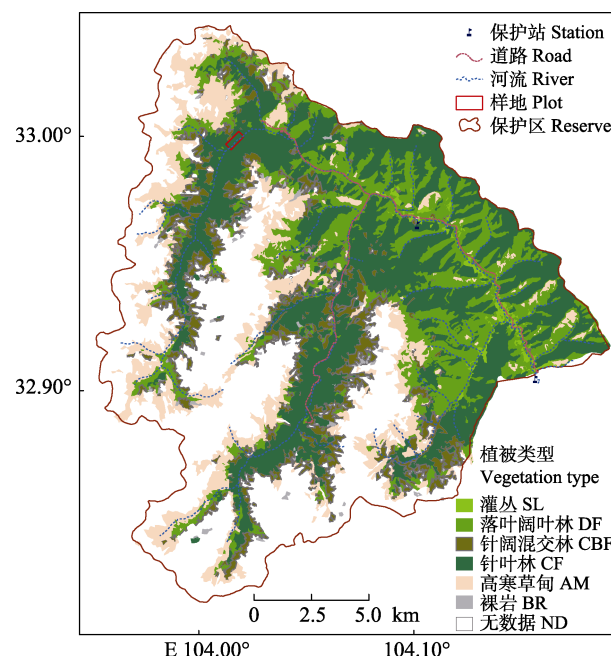 保护站 Station
道路 Road
河流 River
样地 Plot
保护区 Reserve
33.00°
32.90°
植被类型
Vegetation type
灌丛 SL
落叶阔叶林 DF
针阔混交林 CBF
针叶林 CF
高寒草甸 AM
裸岩 BR
无数据 ND
0 2.5 5.0 km
E 104.00° 104.10°